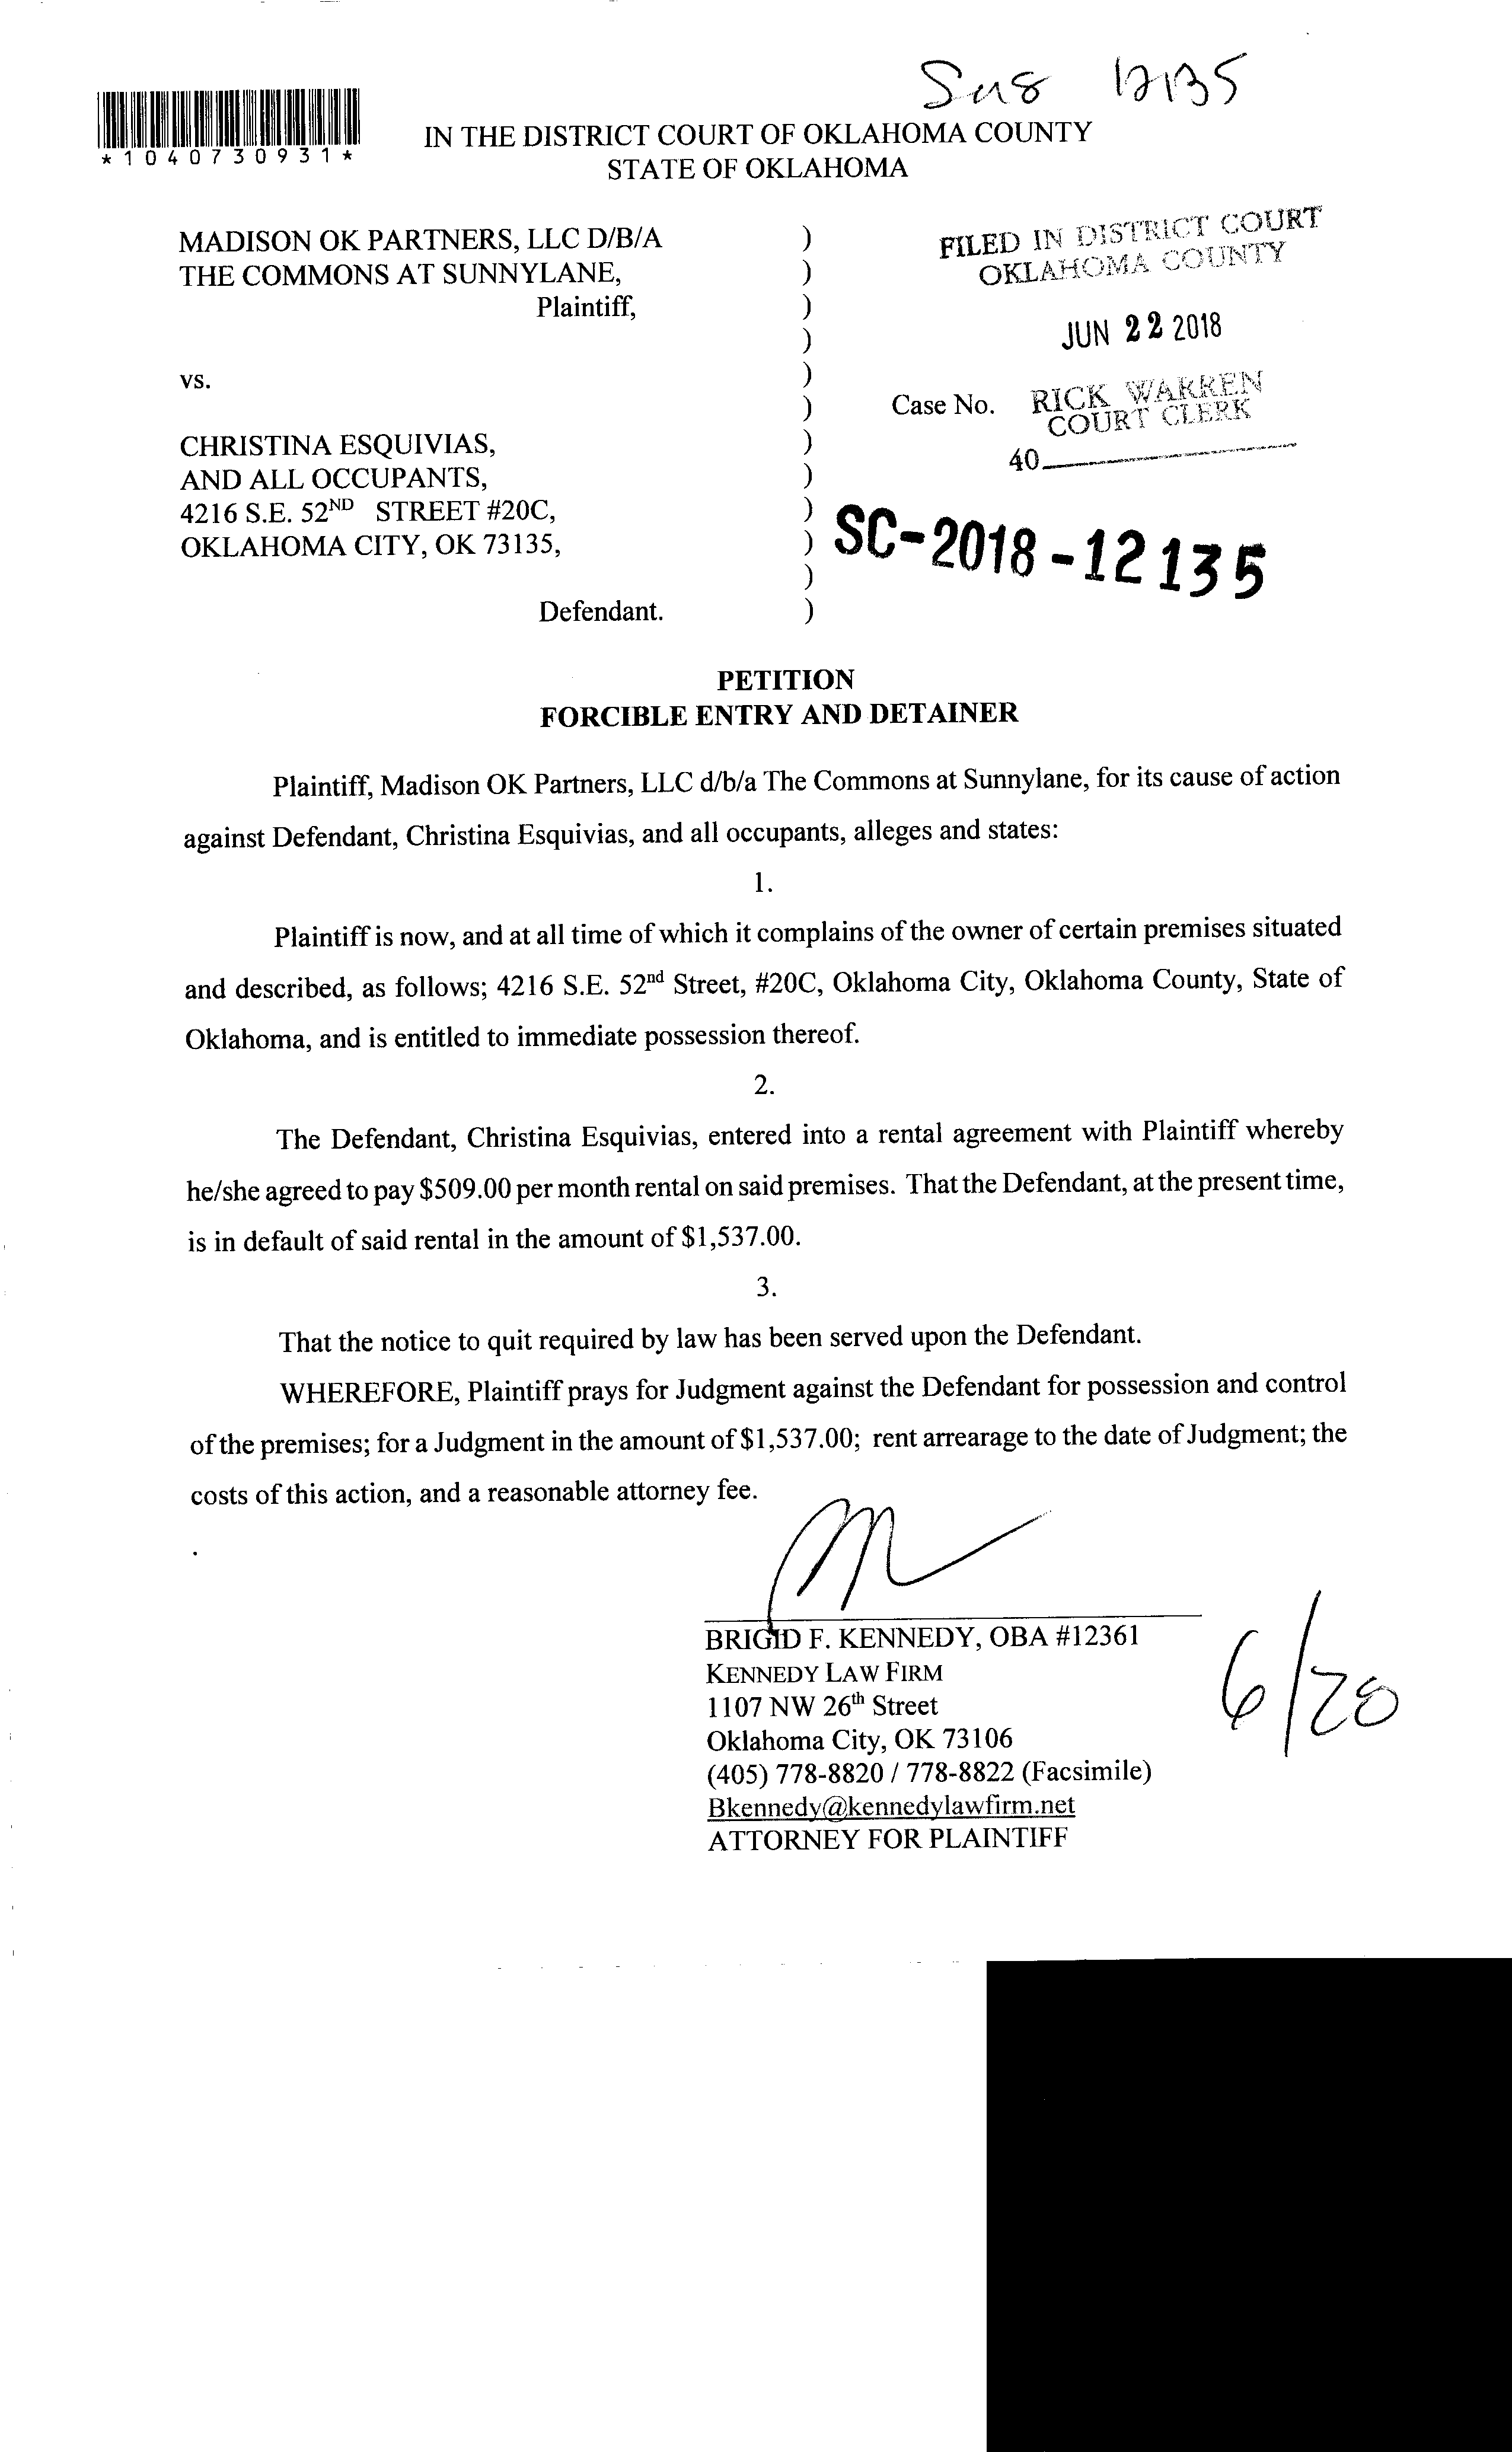 12135
*1040730931*
IN THE DISTRICT COURT OF OKLAHOMA COUNTY
STATE OF OKLAHOMA
MADISON OK PARTNERS, LLC D/B/A )
THE COMMONS AT SUNNYLANE, )
Plaintiff, )
)
vs. )
)
CHRISTINA ESQUIVIAS, )
AND ALL OCCUPANTS, )
4216 S.E. 52ND STREET #20C, )
OKLAHOMA CITY, OK 73135, )
)
Defendant. )
FILED IN DISTRICT COURT
OKLAHOMA COUNTY
JUN 22 2018
Case No. RICK WARREN
COURT CLERK
40
SC-2018-12135
PETITION
FORCIBLE ENTRY AND DETAINER
Plaintiff, Madison OK Partners, LLC d/b/a The Commons at Sunnylane, for its cause of action
against Defendant, Christina Esquivias, and all occupants, alleges and states:
1.
Plaintiff is now, and at all time of which it complains of the owner of certain premises situated
and described, as follows; 4216 S.E. 52nd Street, #20C, Oklahoma City, Oklahoma County, State of
Oklahoma, and is entitled to immediate possession thereof.
2.
The Defendant, Christina Esquivias, entered into a rental agreement with Plaintiff whereby
he/she agreed to pay $509.00 per month rental on said premises. That the Defendant, at the present time,
is in default of said rental in the amount of $1,537.00.
3.
That the notice to quit required by law has been served upon the Defendant.
WHEREFORE, Plaintiff prays for Judgment against the Defendant for possession and control
of the premises; for a Judgment in the amount of $1,537.00; rent arrearage to the date of Judgment; the
costs of this action, and a reasonable attorney fee.
BRIGID F. KENNEDY, OBA #12361
KENNEDY LAW FIRM
1107 NW 26th Street
Oklahoma City, OK 73106
(405) 778-8820 / 778-8822 (Facsimile)
Bkennedy@kennedylawfirm.net
ATTORNEY FOR PLAINTIFF
6/20